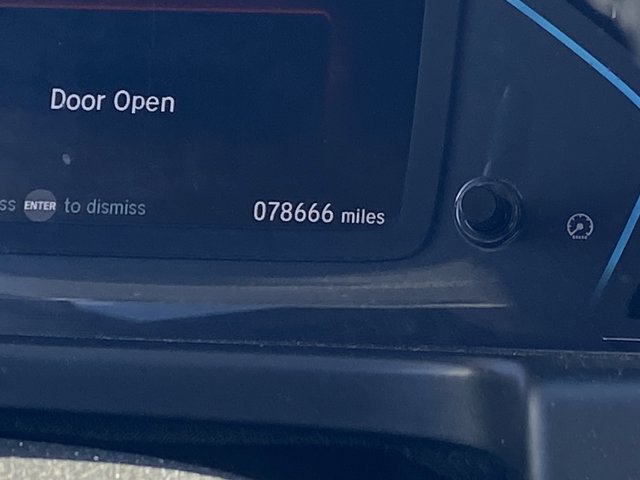 Door Open
ss ENTER to dismiss
078666 miles